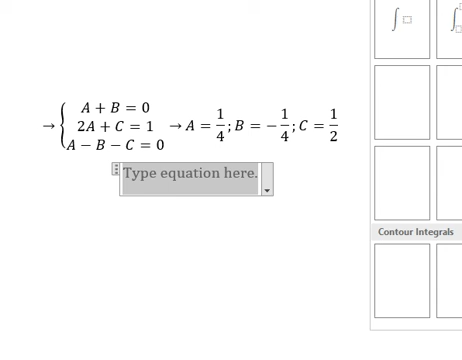 → { A + B = 0
2A + C = 1
A − B − C = 0 → A = 1/4; B = −1/4; C = 1/2
Type equation here.
Contour Integrals